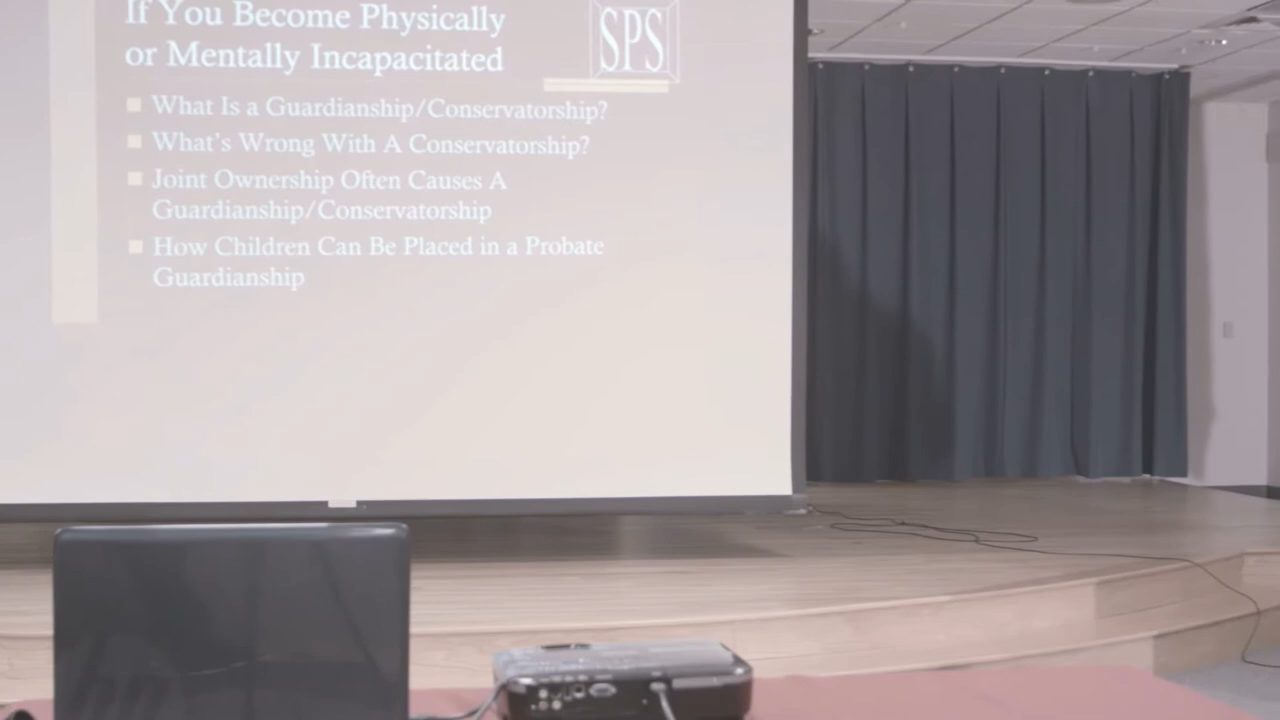 If You Become Physically
or Mentally Incapacitated
SPS
What Is a Guardianship/Conservatorship?
What's Wrong With A Conservatorship?
Joint Ownership Often Causes A
Guardianship/Conservatorship
How Children Can Be Placed in a Probate
Guardianship